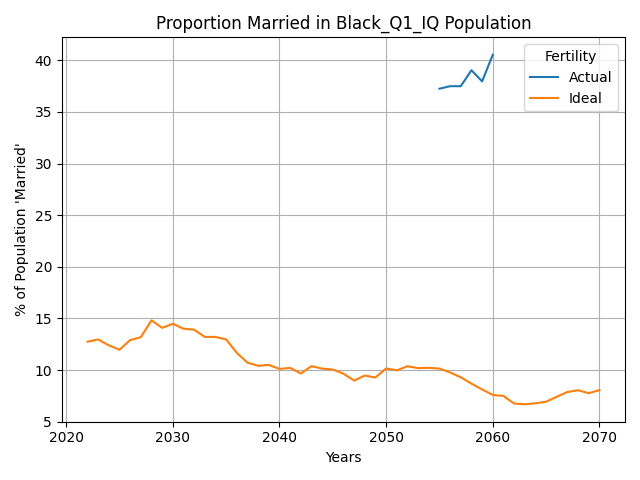 Proportion Married in Black_Q1_IQ Population
% of Population 'Married'
40
35
30
25
20
15
10
5
Fertility
Actual
Ideal
2020 2030 2040 2050 2060 2070
Years